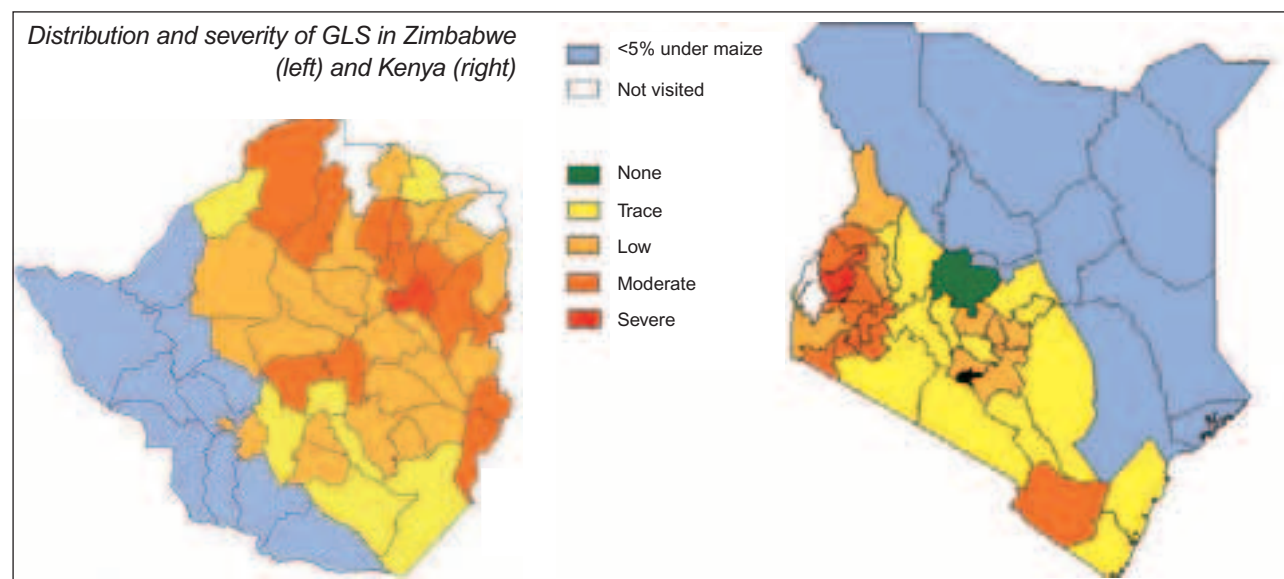 Distribution and severity of GLS in Zimbabwe
(left) and Kenya (right)
<5% under maize
Not visited
None
Trace
Low
Moderate
Severe